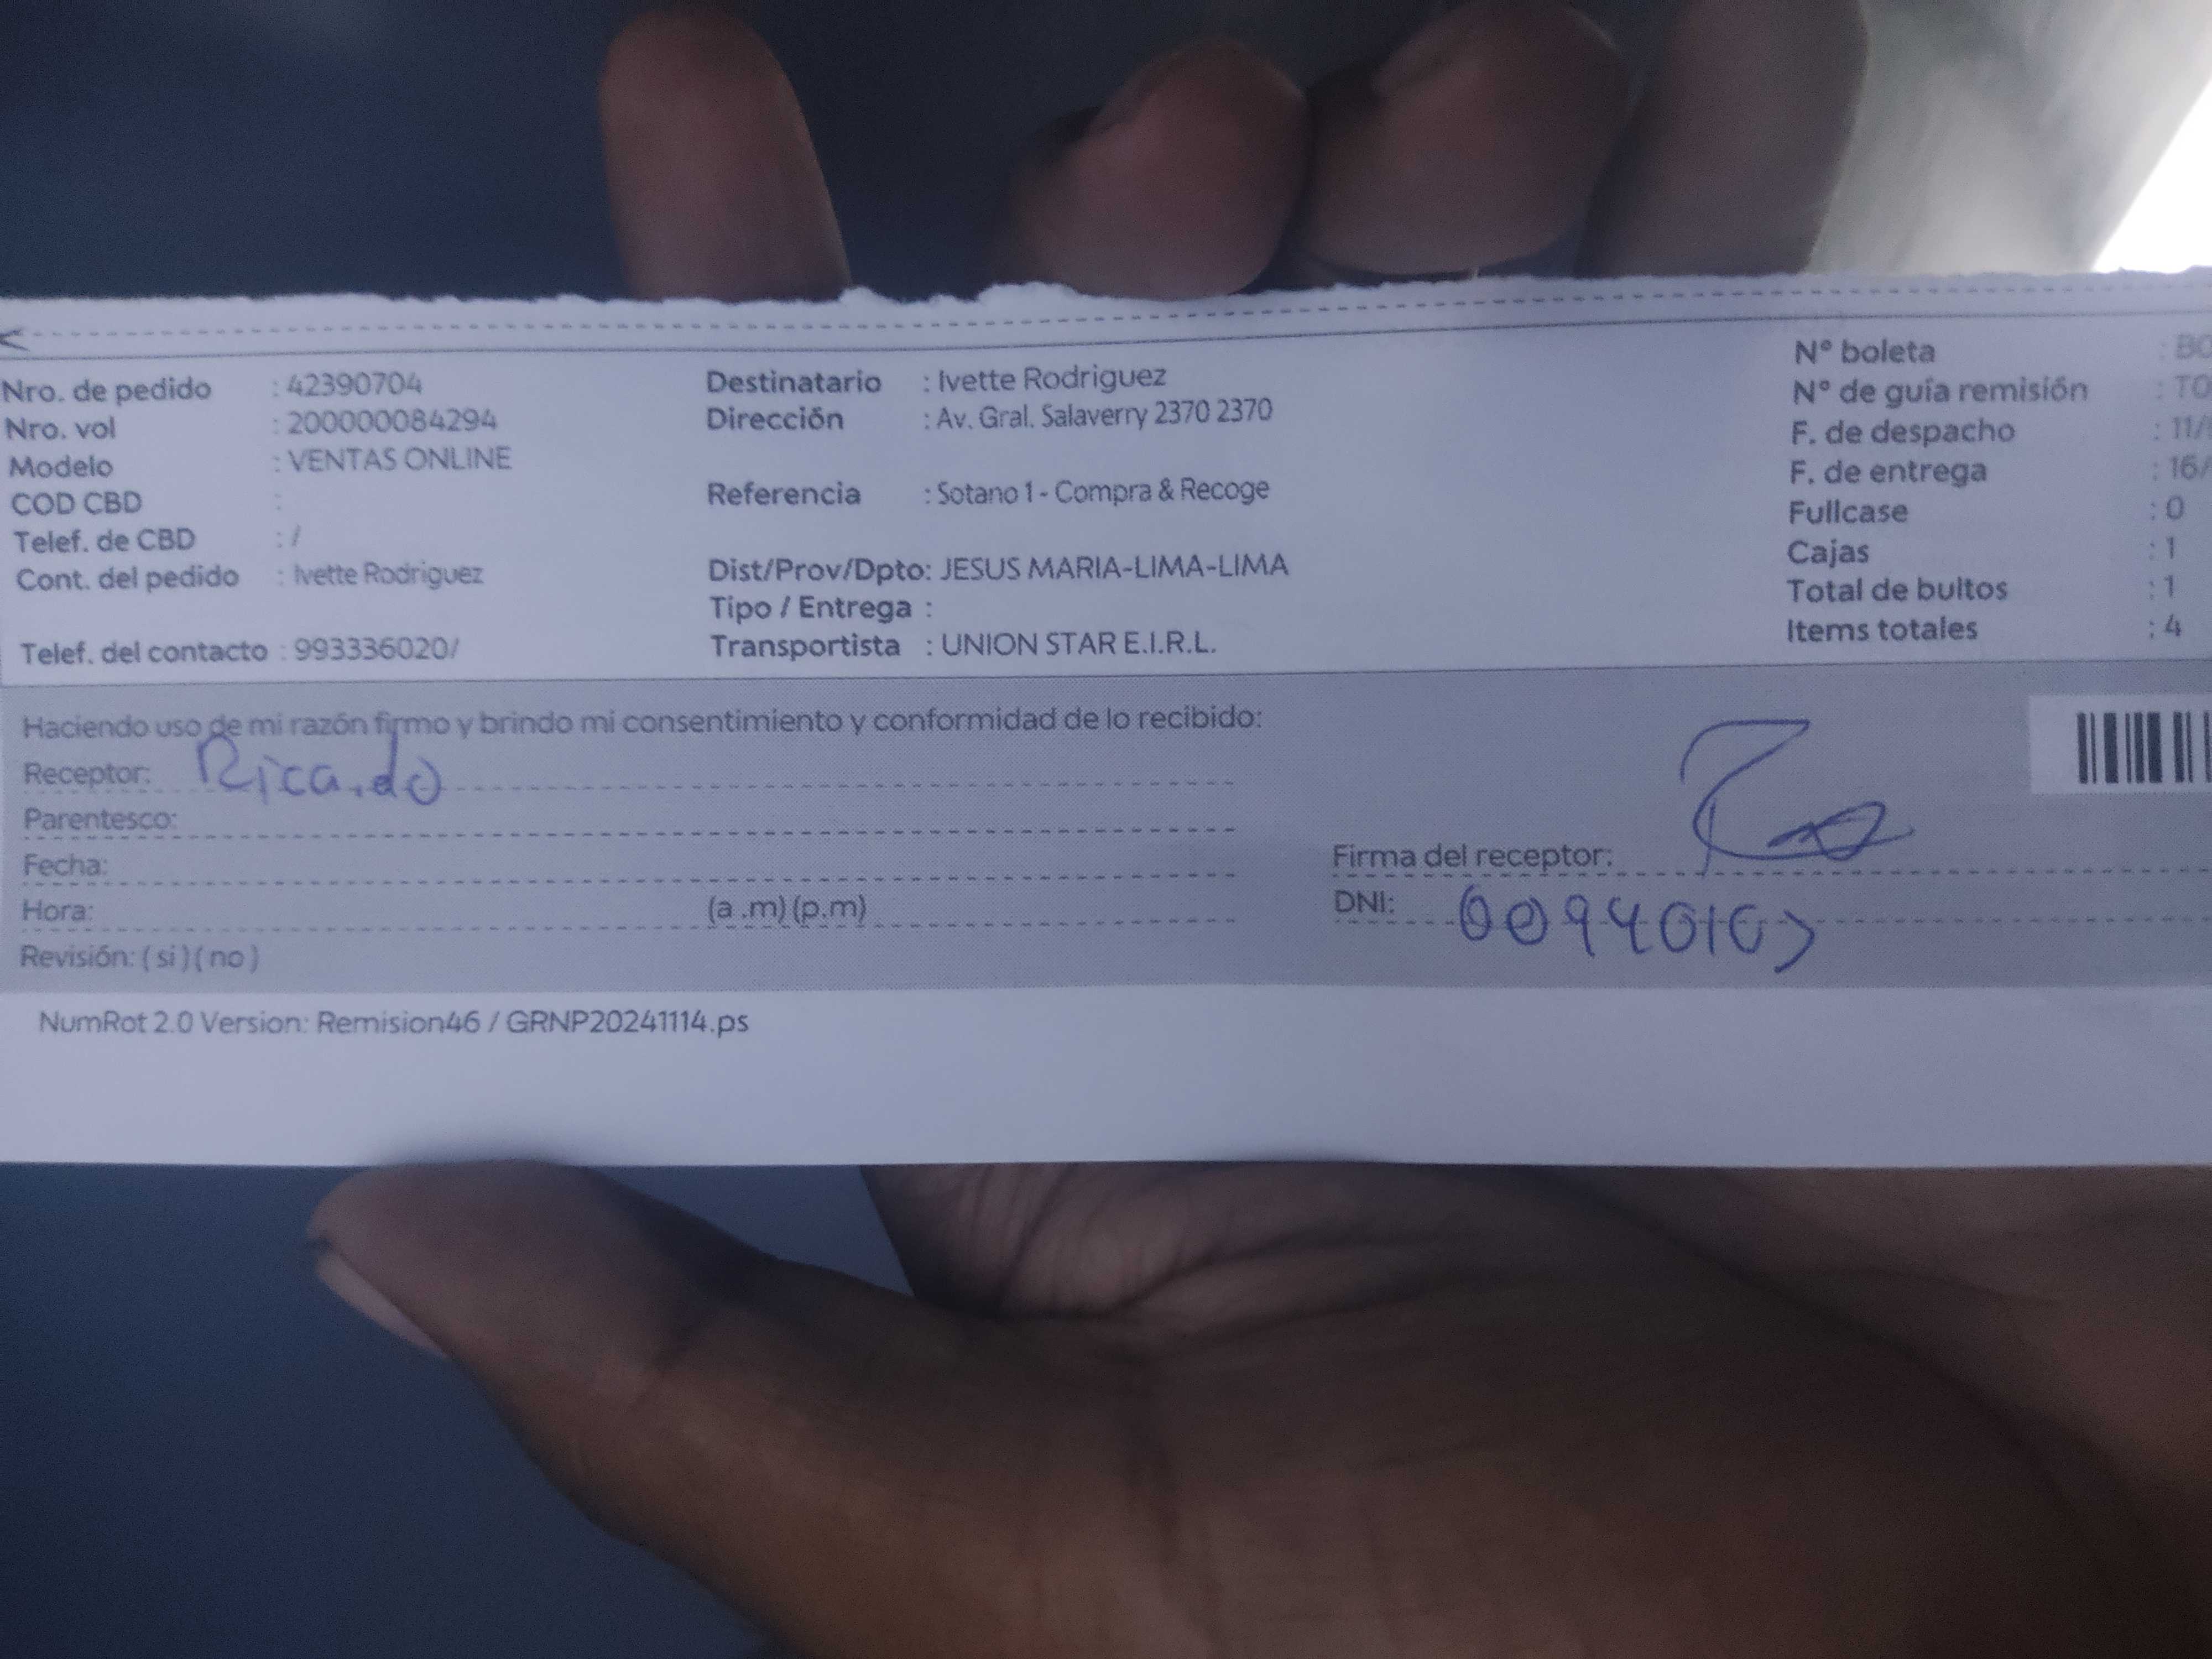 Nro. de pedido : 42390704
Nro. vol : 200000084294
Modelo : VENTAS ONLINE
COD CBD :
Telef. de CBD : /
Cont. del pedido : Ivette Rodriguez
Telef. del contacto : 993336020/
Destinatario : Ivette Rodriguez
Dirección : Av. Gral. Salaverry 2370 2370
Referencia : Sotano 1 - Compra & Recoge
Dist/Prov/Dpto: JESUS MARIA-LIMA-LIMA
Tipo / Entrega :
Transportista : UNION STAR E.I.R.L.
N° boleta : B0
N° de guía remisión : T0
F. de despacho : 11/
F. de entrega : 16/
Fullcase : 0
Cajas : 1
Total de bultos : 1
Items totales : 4
Haciendo uso de mi razón firmo y brindo mi consentimiento y conformidad de lo recibido:
Receptor: Ricardo
Parentesco:
Fecha:
Hora: (a .m) (p.m)
Revisión: ( si ) ( no )
Firma del receptor:
DNI:
NumRot 2.0 Version: Remision46 / GRNP20241114.ps